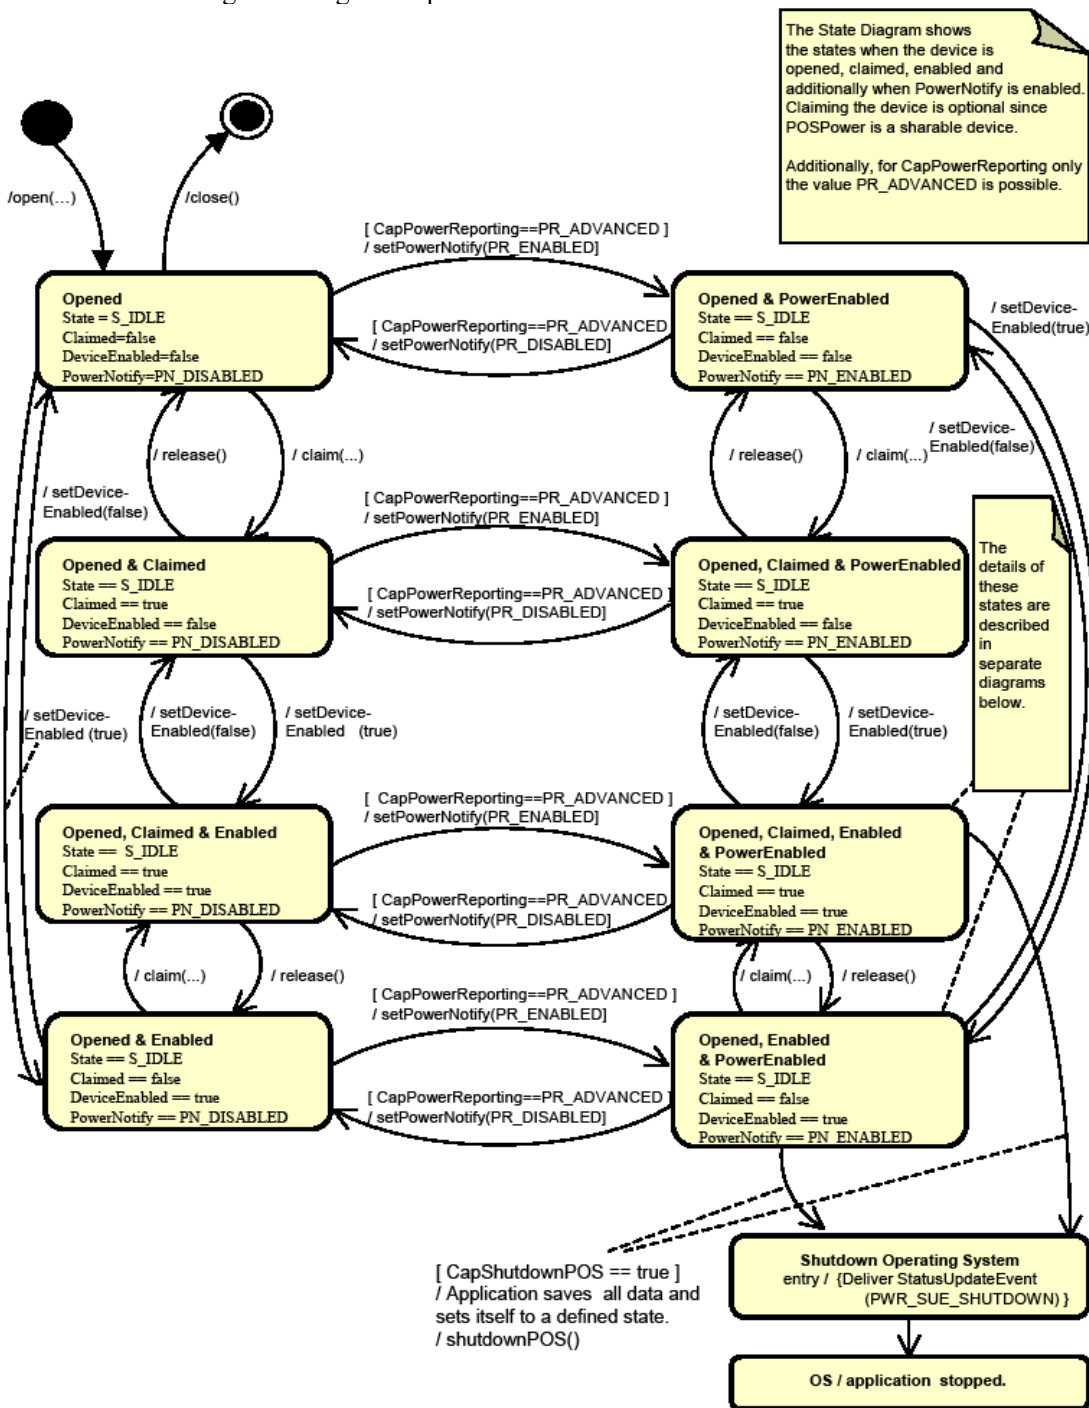 The State Diagram shows
the states when the device is
opened, claimed, enabled and
additionally when PowerNotify is enabled.
Claiming the device is optional since
POSPower is a sharable device.
Additionally, for CapPowerReporting only
the value PR_ADVANCED is possible.
/open(...)
/close()
[ CapPowerReporting==PR_ADVANCED ]
/ setPowerNotify(PR_ENABLED]
Opened
State = S_IDLE
Claimed=false
DeviceEnabled=false
PowerNotify=PN_DISABLED
[ CapPowerReporting==PR_ADVANCED ]
/ setPowerNotify(PR_DISABLED]
Opened & PowerEnabled
State == S_IDLE
Claimed == false
DeviceEnabled == false
PowerNotify == PN_ENABLED
/ setDevice-
Enabled(true)
/ release()
/ claim(...)
/ release()
/ claim(...)
/ setDevice-
Enabled(false)
/ setDevice-
Enabled(false)
[ CapPowerReporting==PR_ADVANCED ]
/ setPowerNotify(PR_ENABLED]
Opened & Claimed
State == S_IDLE
Claimed == true
DeviceEnabled == false
PowerNotify == PN_DISABLED
[ CapPowerReporting==PR_ADVANCED ]
/ setPowerNotify(PR_DISABLED]
Opened, Claimed & PowerEnabled
State == S_IDLE
Claimed == true
DeviceEnabled == false
PowerNotify == PN_ENABLED
The
details of
these
states are
described
in
separate
diagrams
below.
/ setDevice-
Enabled (true)
/ setDevice-
Enabled(false)
/ setDevice-
Enabled (true)
/ setDevice-
Enabled(false)
/ setDevice-
Enabled(true)
[ CapPowerReporting==PR_ADVANCED ]
/ setPowerNotify(PR_ENABLED]
Opened, Claimed & Enabled
State == S_IDLE
Claimed == true
DeviceEnabled == true
PowerNotify == PN_DISABLED
[ CapPowerReporting==PR_ADVANCED
/ setPowerNotify(PR_DISABLED]
Opened, Claimed, Enabled
& PowerEnabled
State == S_IDLE
Claimed == true
DeviceEnabled == true
PowerNotify == PN_ENABLED
/ claim(...)
/ release()
/ claim(...)
/ release()
[ CapPowerReporting==PR_ADVANCED ]
/ setPowerNotify(PR_ENABLED]
Opened & Enabled
State == S_IDLE
Claimed == false
DeviceEnabled == true
PowerNotify == PN_DISABLED
[ CapPowerReporting==PR_ADVANCED ]
/ setPowerNotify(PR_DISABLED]
Opened, Enabled
& PowerEnabled
State == S_IDLE
Claimed == false
DeviceEnabled == true
PowerNotify == PN_ENABLED
[ CapShutdownPOS == true ]
/ Application saves all data and
sets itself to a defined state.
/ shutdownPOS()
Shutdown Operating System
entry / {Deliver StatusUpdateEvent
(PWR_SUE_SHUTDOWN) }
OS / application stopped.